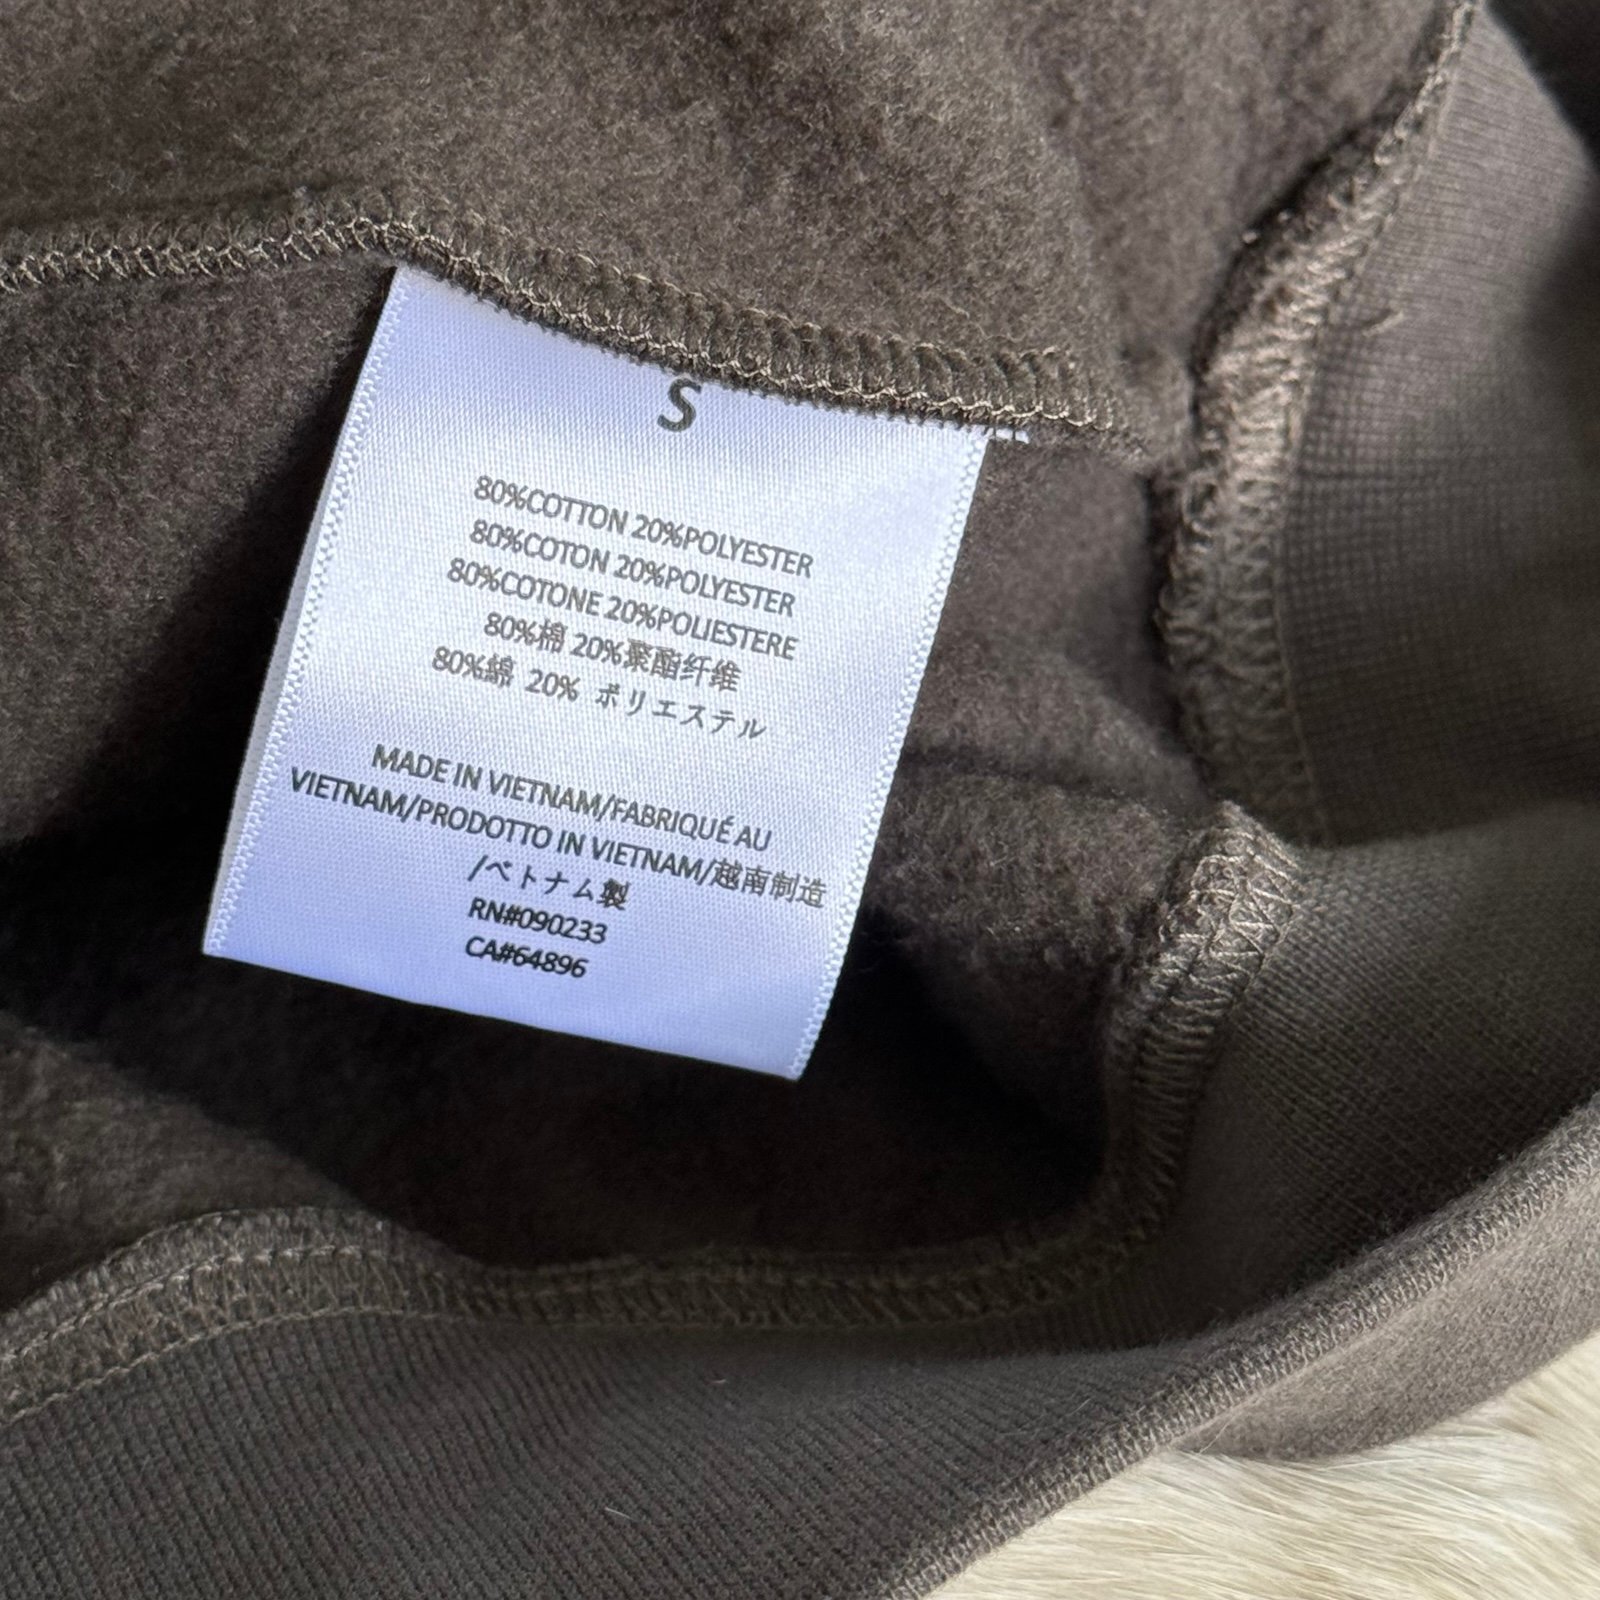 S
80%COTTON 20%POLYESTER
80%COTON 20%POLYESTER
80%COTONE 20%POLIESTERE
80%棉 20%聚酯纤维
80%綿 20% ポリエステル
MADE IN VIETNAM/FABRIQUÉ AU
VIETNAM/PRODOTTO IN VIETNAM/越南制造
/ベトナム製
RN#090233
CA#64896